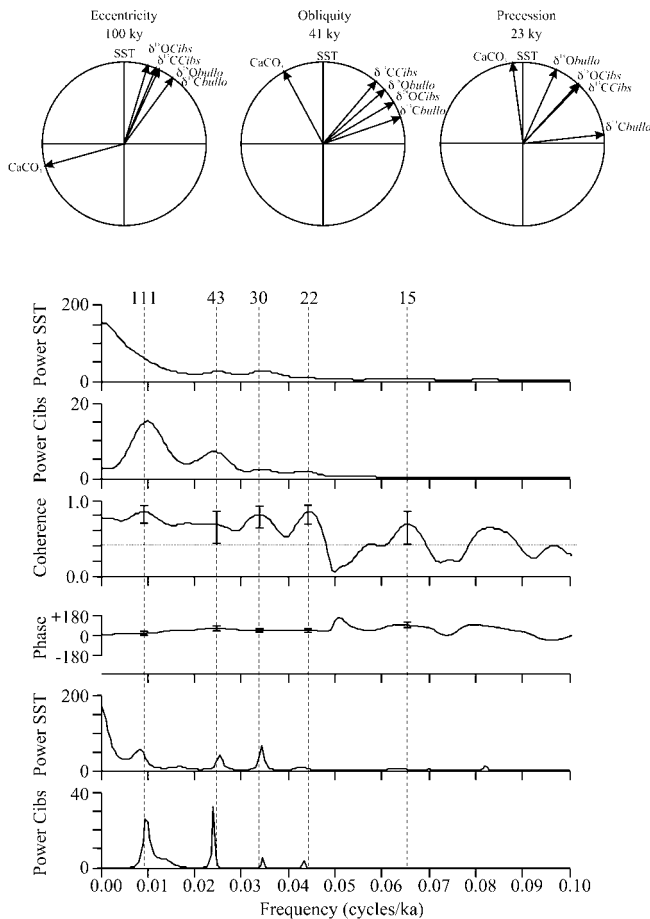 Eccentricity
100 ky
SST
δ¹⁸OCibs
δ¹³CCibs
δ¹⁸Obullo
δ¹³Cbullo
CaCO₃
Obliquity
41 ky
SST
CaCO₃
δ¹³CCibs
δ¹⁸Obullo
δ¹⁸OCibs
δ¹³Cbullo
Precession
23 ky
CaCO₃
SST
δ¹⁸Obullo
δ¹⁸OCibs
δ¹³CCibs
δ¹³Cbullo
111 43 30 22 15
200
0
Power SST
20
0
Power Cibs
1.0
0.0
Coherence
+180
0
-180
Phase
200
0
Power SST
40
0
Power Cibs
0.00 0.01 0.02 0.03 0.04 0.05 0.06 0.07 0.08 0.09 0.10
Frequency (cycles/ka)